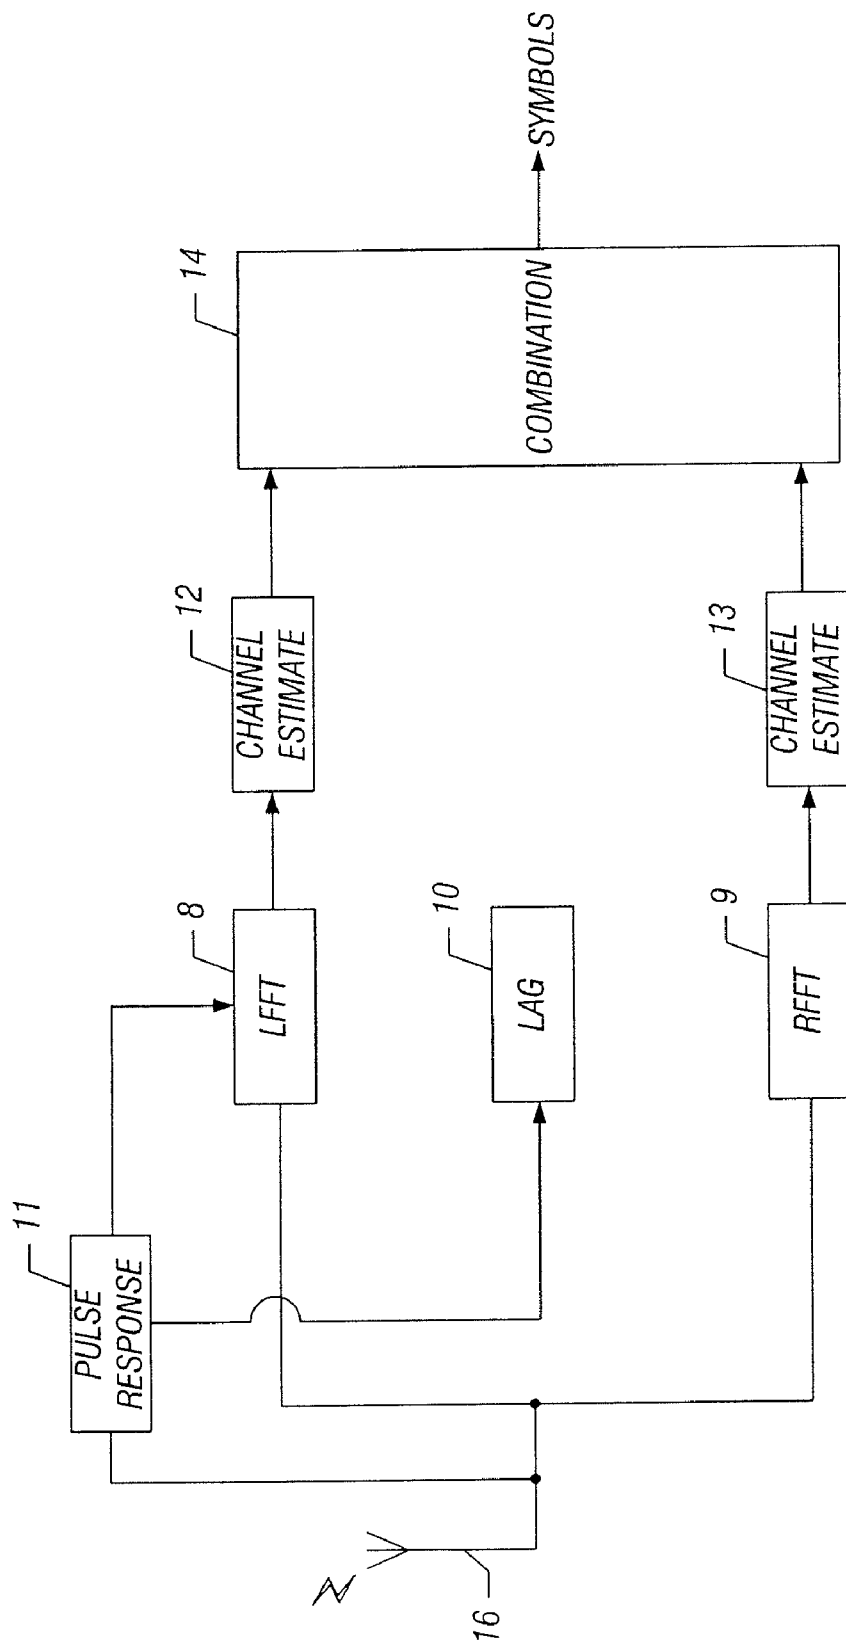 11
PULSE
RESPONSE
8
LFFT
12
CHANNEL
ESTIMATE
14
COMBINATION
SYMBOLS
10
LAG
16
9
RFFT
13
CHANNEL
ESTIMATE